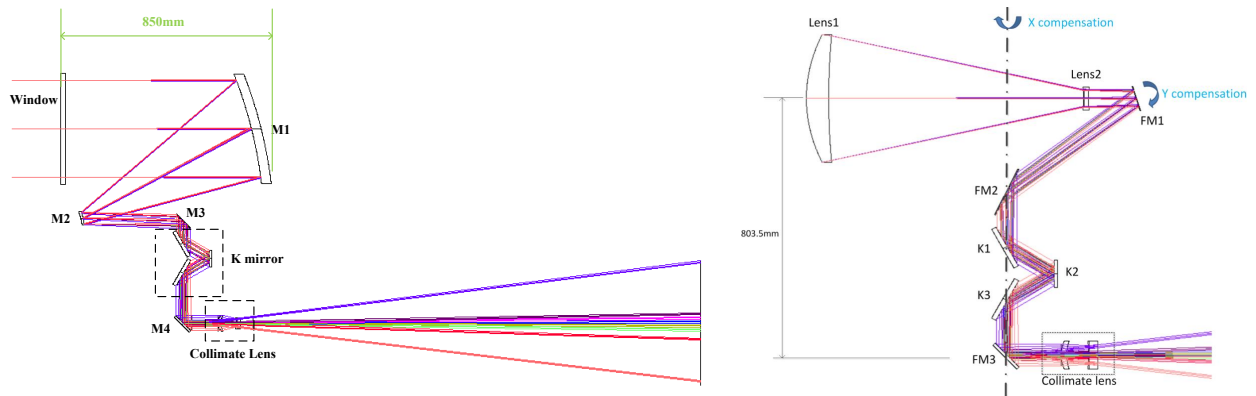 850mm
Window
M1
M2
M3
K mirror
M4
Collimate Lens
X compensation
Lens1
Lens2
Y compensation
FM1
FM2
803.5mm
K1
K2
K3
FM3
Collimate lens